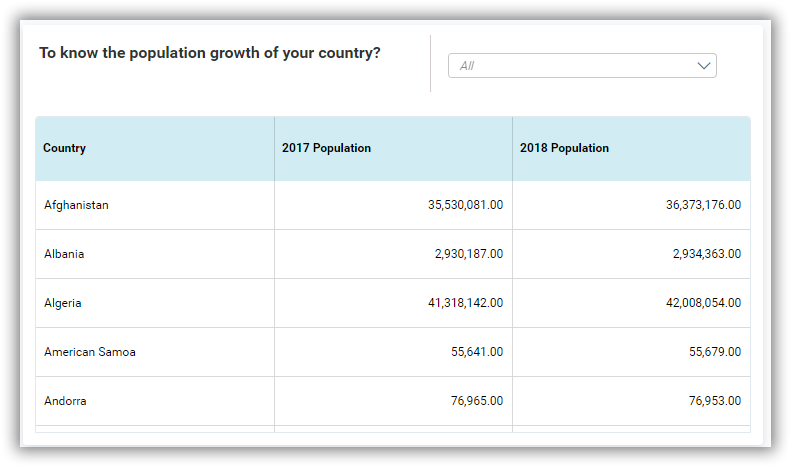 To know the population growth of your country?
All
Country 2017 Population 2018 Population
Afghanistan 35,530,081.00 36,373,176.00
Albania 2,930,187.00 2,934,363.00
Algeria 41,318,142.00 42,008,054.00
American Samoa 55,641.00 55,679.00
Andorra 76,965.00 76,953.00